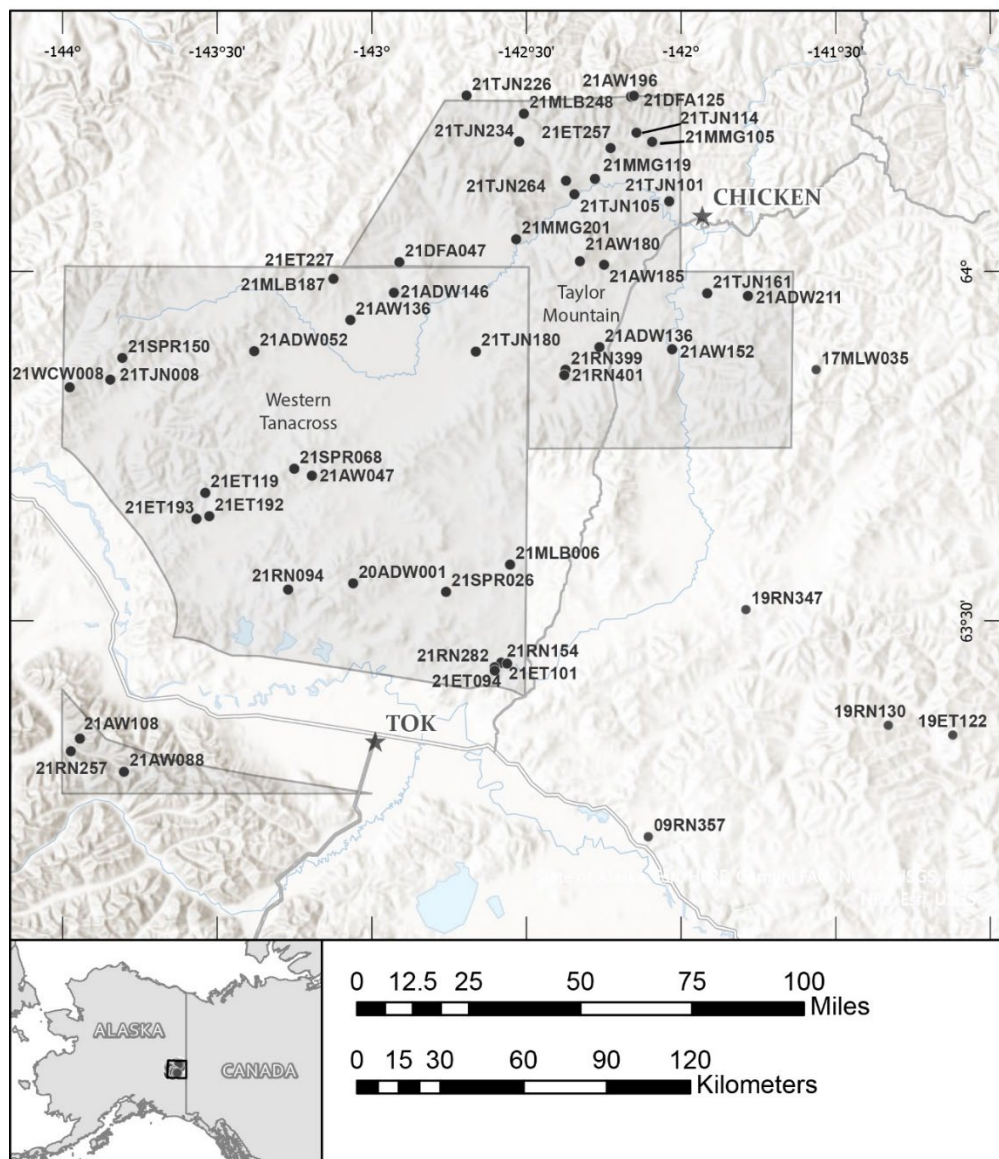 -144°
-143°30'
-143°
-142°30'
-142°
-141°30'
21TJN226
21AW196
21MLB248
21DFA125
21TJN114
21TJN234
21ET257
21MMG105
21MMG119
21TJN264
21TJN101
21TJN105
CHICKEN
21MMG201
21AW180
21DFA047
21ET227
21AW185
64°
21MLB187
21ADW146
21TJN161
21ADW211
Taylor
Mountain
21AW136
21ADW136
21ADW052
21TJN180
21AW152
21SPR150
21RN399
21WCW008
21TJN008
21RN401
17MLW035
Western
Tanacross
21SPR068
21AW047
21ET119
21ET193
21ET192
21MLB006
21RN094
20ADW001
21SPR026
19RN347
63°30'
21RN282
21RN154
21ET094
21ET101
19RN130
19ET122
21AW108
TOK
21RN257
21AW088
09RN357
ALASKA
CANADA
0 12.5 25 50 75 100
Miles
0 15 30 60 90 120
Kilometers